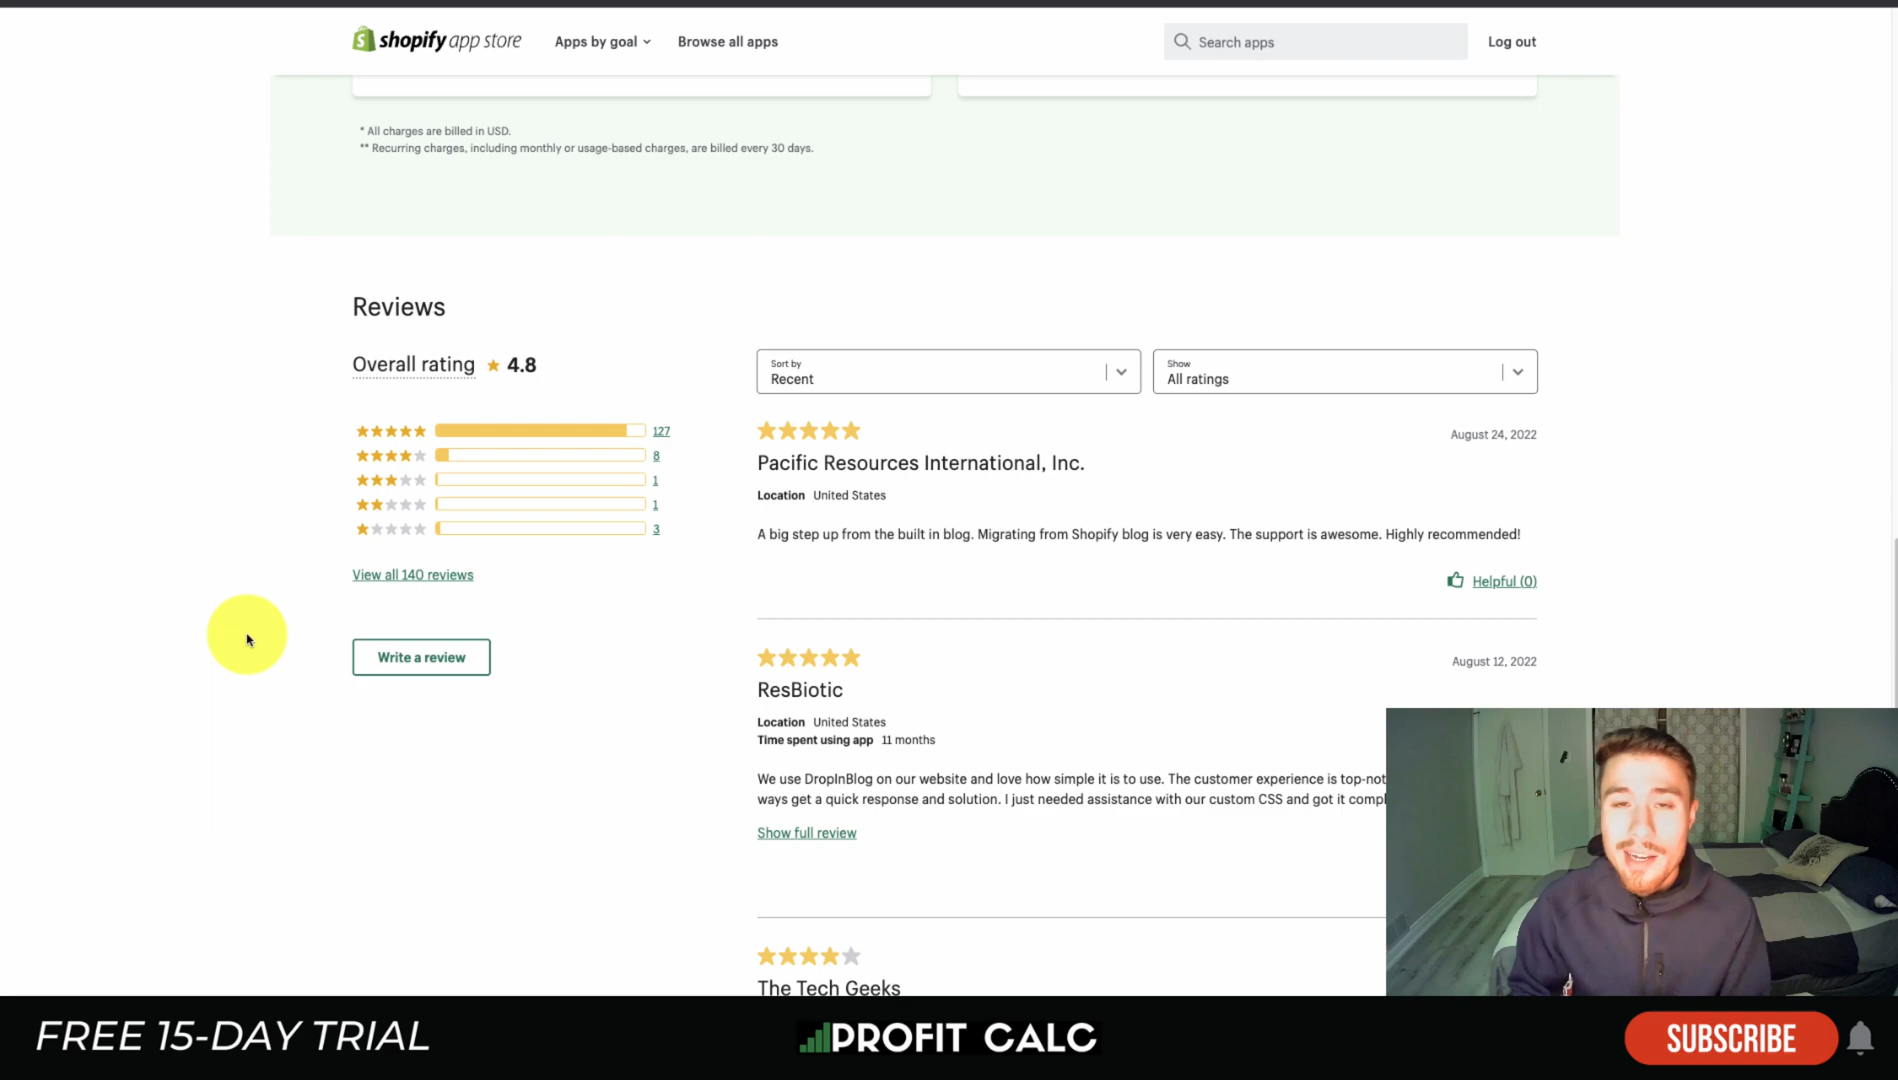 shopify app store
Apps by goal
Browse all apps
Search apps
Log out
* All charges are billed in USD.
** Recurring charges, including monthly or usage-based charges, are billed every 30 days.
Reviews
Overall rating 4.8
127
8
1
1
3
View all 140 reviews
Write a review
Sort by
Recent
Show
All ratings
August 24, 2022
Pacific Resources International, Inc.
Location United States
A big step up from the built in blog. Migrating from Shopify blog is very easy. The support is awesome. Highly recommended!
Helpful (0)
August 12, 2022
ResBiotic
Location United States
Time spent using app 11 months
We use DropInBlog on our website and love how simple it is to use. The customer experience is top-not
ways get a quick response and solution. I just needed assistance with our custom CSS and got it compl
Show full review
The Tech Geeks
FREE 15-DAY TRIAL
PROFIT CALC
SUBSCRIBE